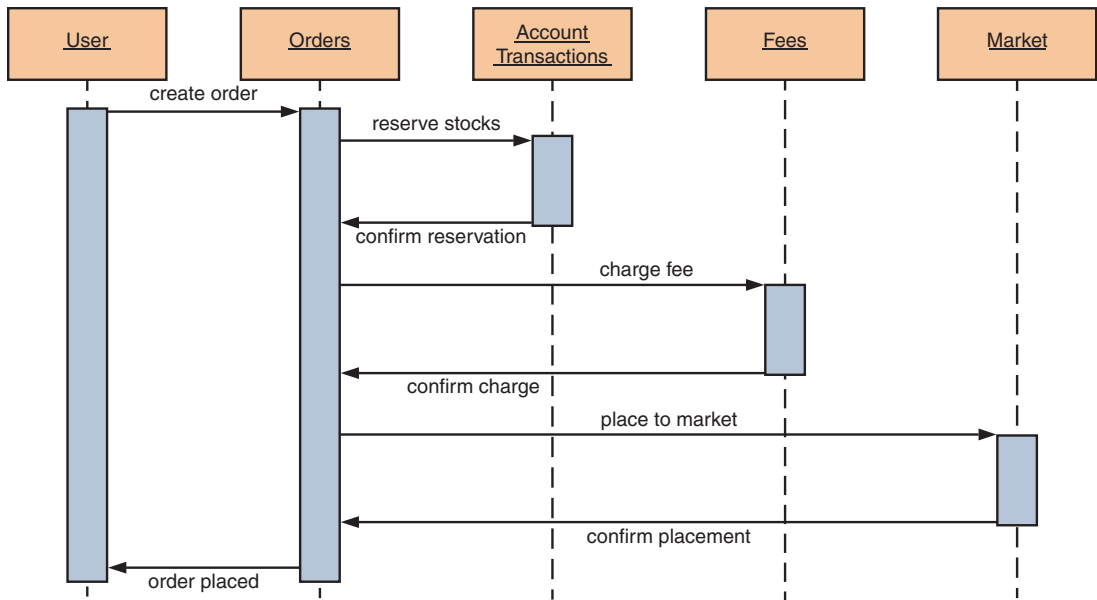 User
Orders
Account
Transactions
Fees
Market
create order
reserve stocks
confirm reservation
charge fee
confirm charge
place to market
confirm placement
order placed